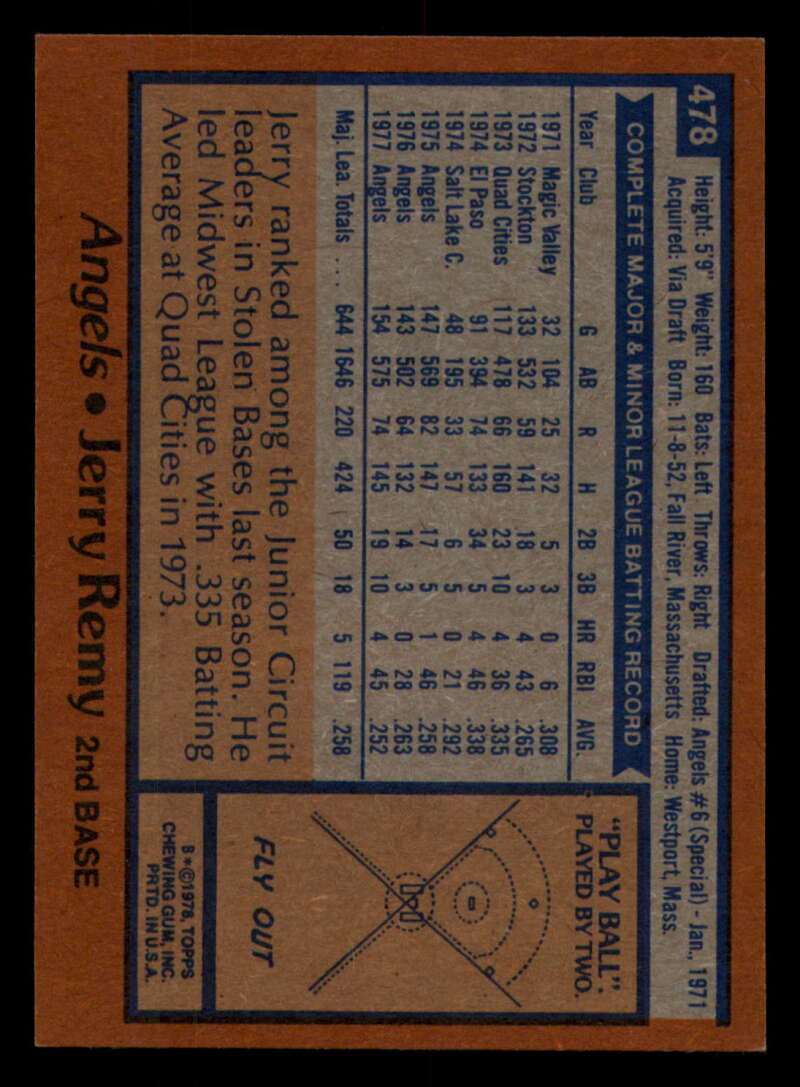 478
Height: 5'9" Weight: 160 Bats: Left Throws: Right Drafted: Angels #6 (Special) - Jan., 1971
Acquired: Via Draft Born: 11-8-52, Fall River, Massachusetts Home: Westport, Mass.
COMPLETE MAJOR & MINOR LEAGUE BATTING RECORD
Year Club G AB R H 2B 3B HR RBI AVG.
1971 Magic Valley 32 104 25 32 5 3 0 6 .308
1972 Stockton 133 532 59 141 18 3 4 43 .265
1973 Quad Cities 117 478 66 160 23 10 4 36 .335
1974 El Paso 91 394 74 133 34 5 4 46 .338
1974 Salt Lake C. 48 195 33 57 6 5 0 21 .292
1975 Angels 147 569 82 147 17 5 1 46 .258
1976 Angels 143 502 64 132 14 3 0 28 .263
1977 Angels 154 575 74 145 19 10 4 45 .252
Maj. Lea. Totals ... 644 1646 220 424 50 18 5 119 .258
Jerry ranked among the Junior Circuit
leaders in Stolen Bases last season. He
led Midwest League with .335 Batting
Average at Quad Cities in 1973.
"PLAY BALL":
PLAYED BY TWO.
FLY OUT
B*©1978, TOPPS
CHEWING GUM, INC.
PRTD. IN U.S.A.
Angels • Jerry Remy 2nd BASE